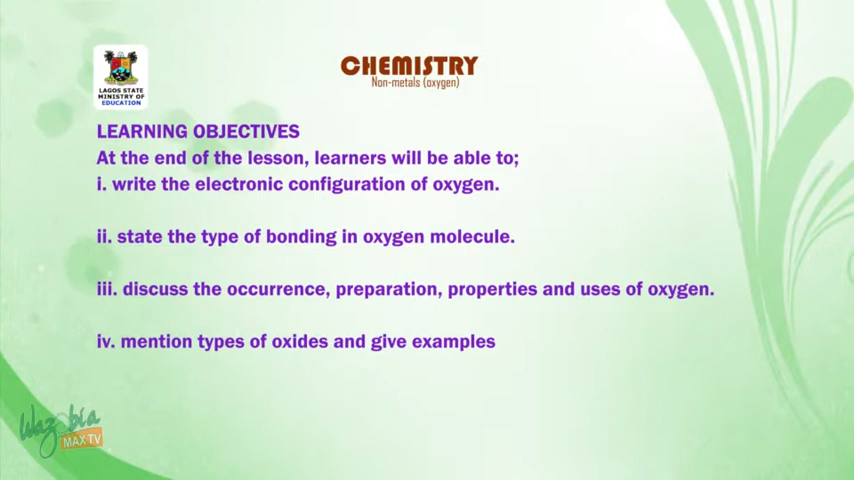 CHEMISTRY
Non-metals (oxygen)
LAGOS STATE
MINISTRY OF
EDUCATION
LEARNING OBJECTIVES
At the end of the lesson, learners will be able to;
i. write the electronic configuration of oxygen.
ii. state the type of bonding in oxygen molecule.
iii. discuss the occurrence, preparation, properties and uses of oxygen.
iv. mention types of oxides and give examples
Wazobia
MAX TV